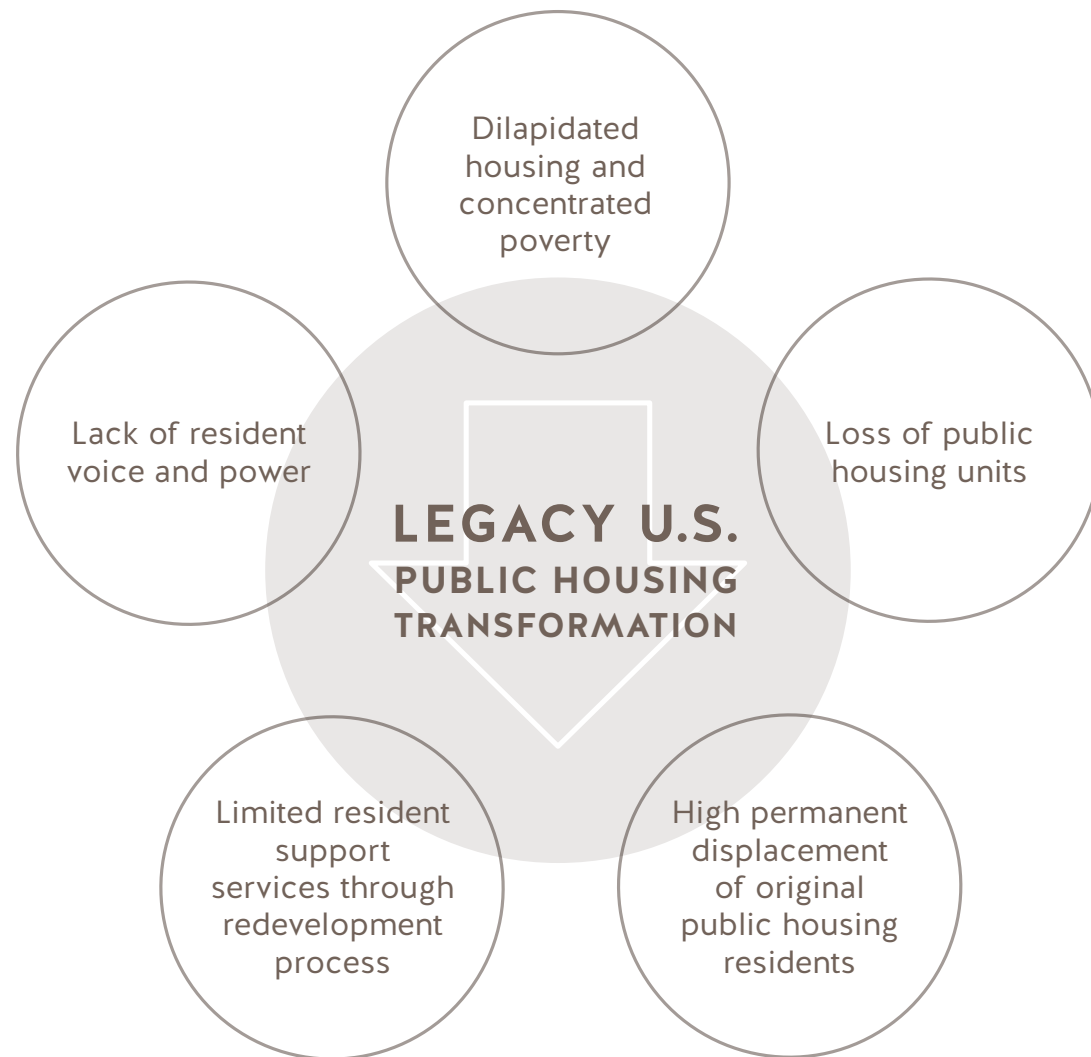 Dilapidated
housing and
concentrated
poverty
Lack of resident
voice and power
Loss of public
housing units
LEGACY U.S.
PUBLIC HOUSING
TRANSFORMATION
Limited resident
support
services through
redevelopment
process
High permanent
displacement
of original
public housing
residents